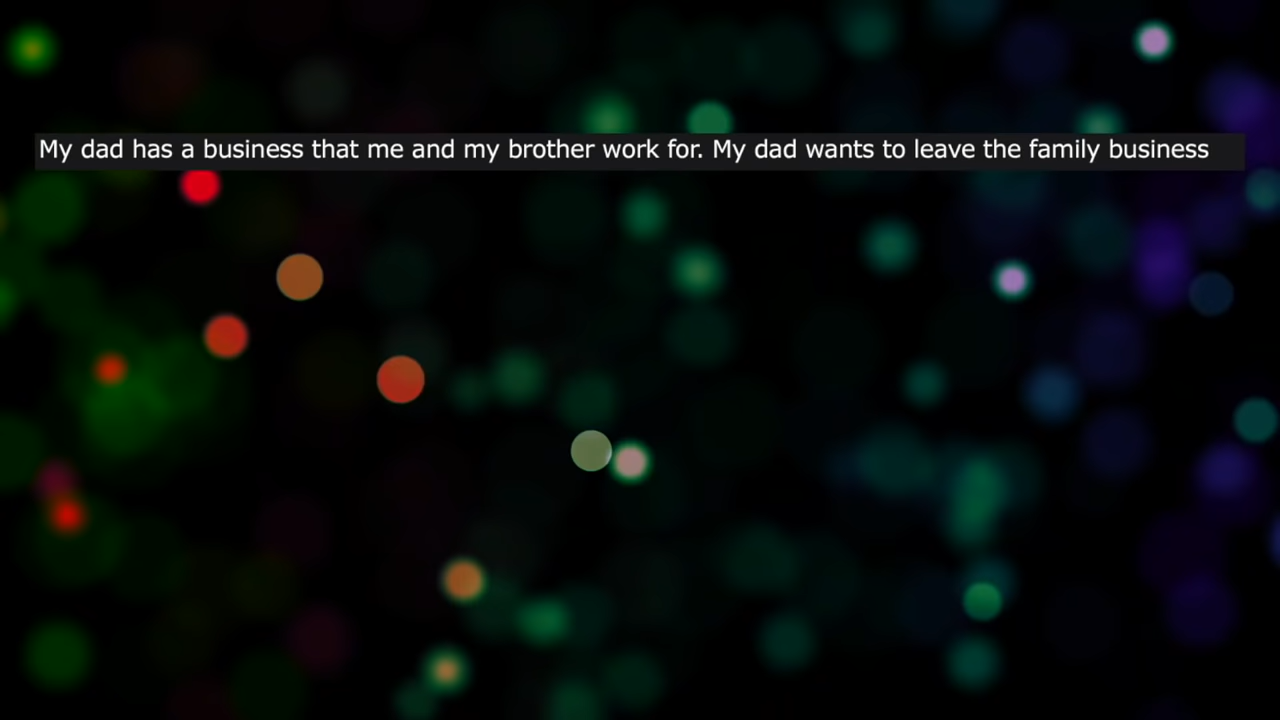 My dad has a business that me and my brother work for. My dad wants to leave the family business